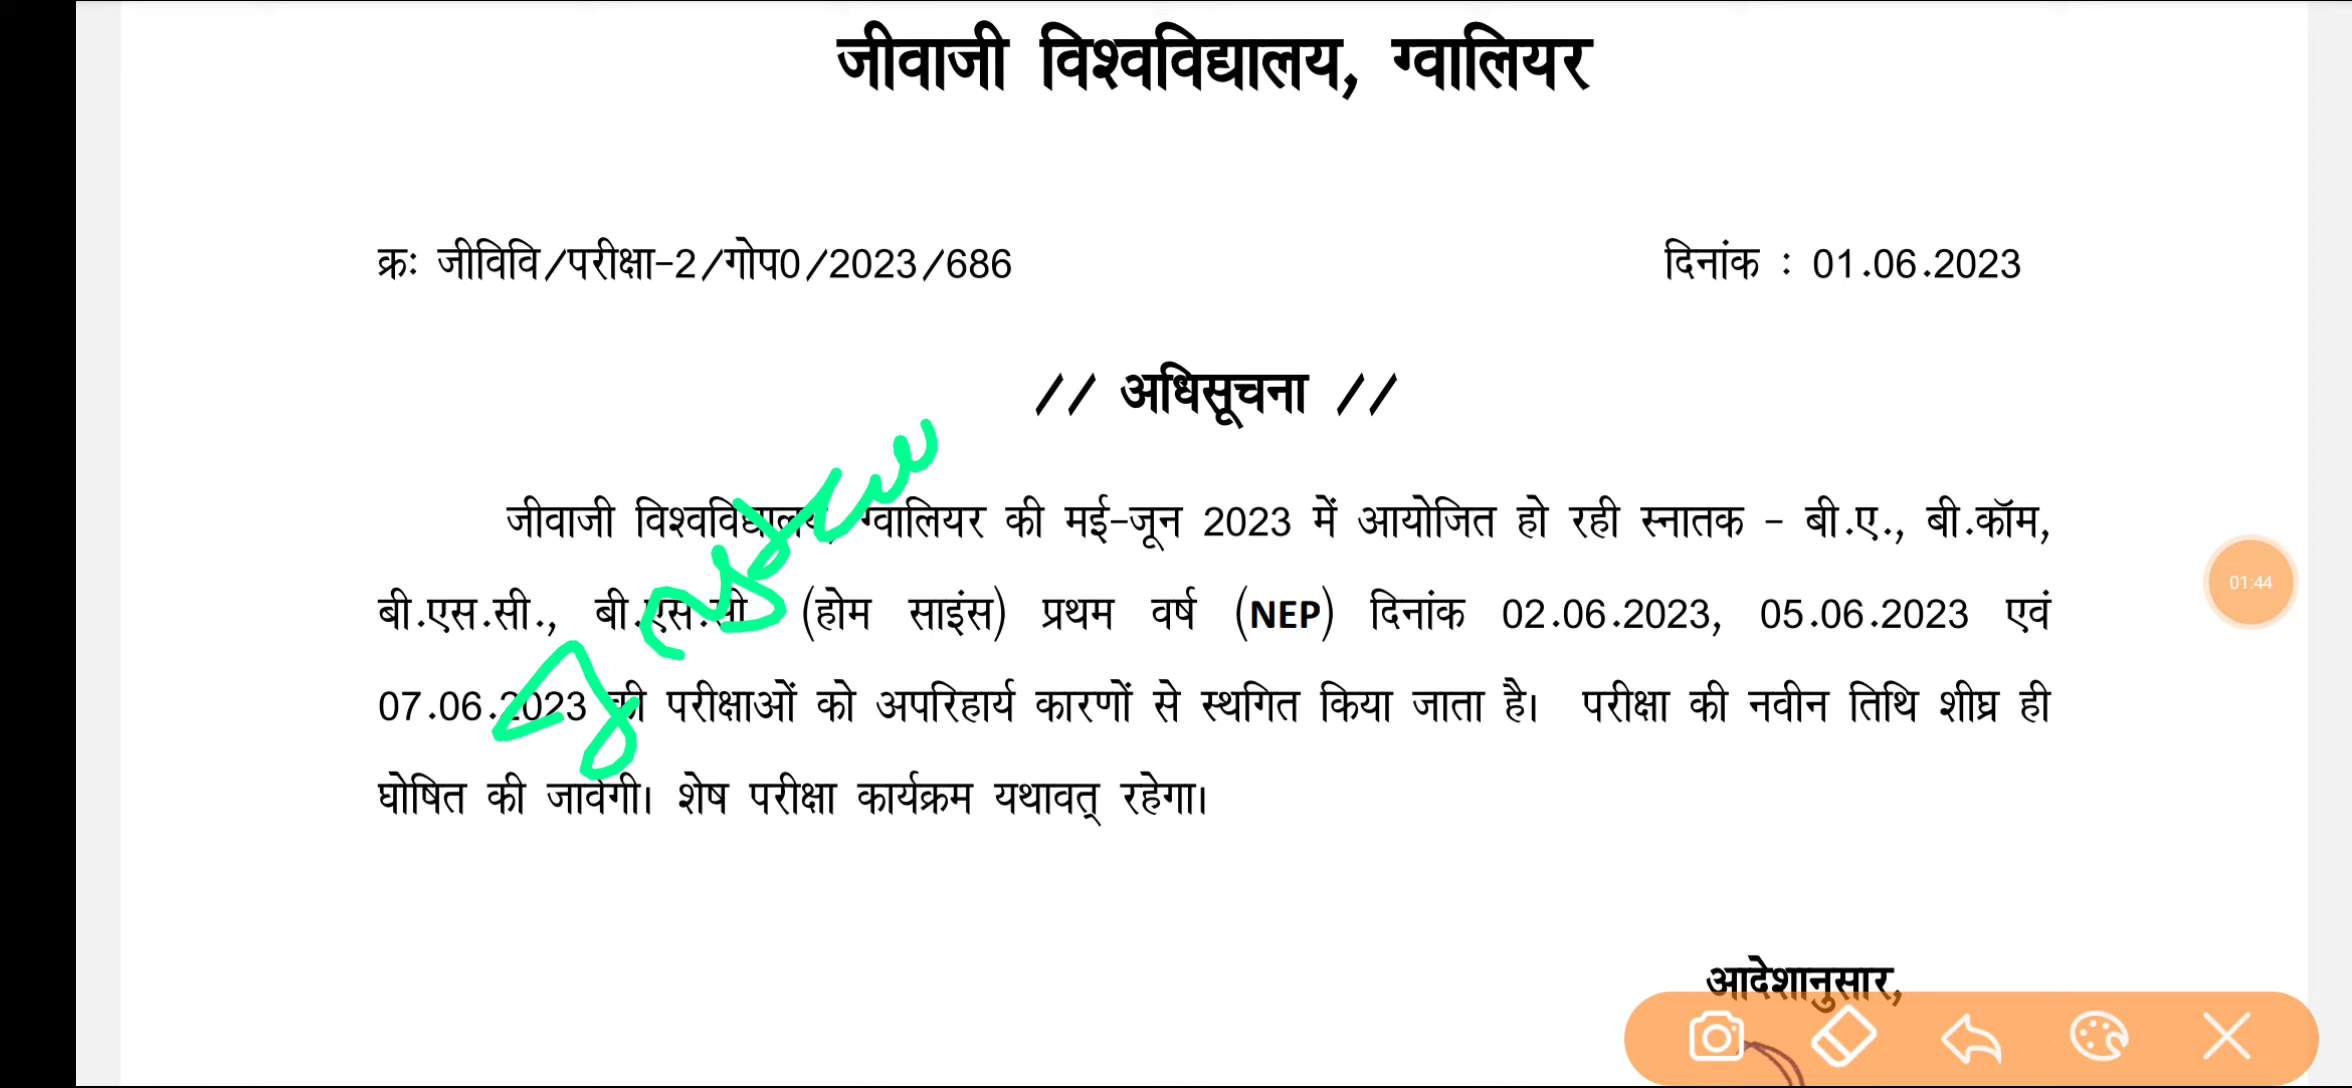 जीवाजी विश्वविद्यालय, ग्वालियर
क्रः जीविवि/परीक्षा-2/गोप0/2023/686 दिनांक : 01.06.2023
// अधिसूचना //
जीवाजी विश्वविद्यालय, ग्वालियर की मई-जून 2023 में आयोजित हो रही स्नातक - बी.ए., बी.कॉम,
बी.एस.सी., बी.एस.सी (होम साइंस) प्रथम वर्ष (NEP) दिनांक 02.06.2023, 05.06.2023 एवं
07.06.2023 की परीक्षाओं को अपरिहार्य कारणों से स्थगित किया जाता है। परीक्षा की नवीन तिथि शीघ्र ही
घोषित की जावेगी। शेष परीक्षा कार्यक्रम यथावत् रहेगा।
आदेशानुसार,
01:44